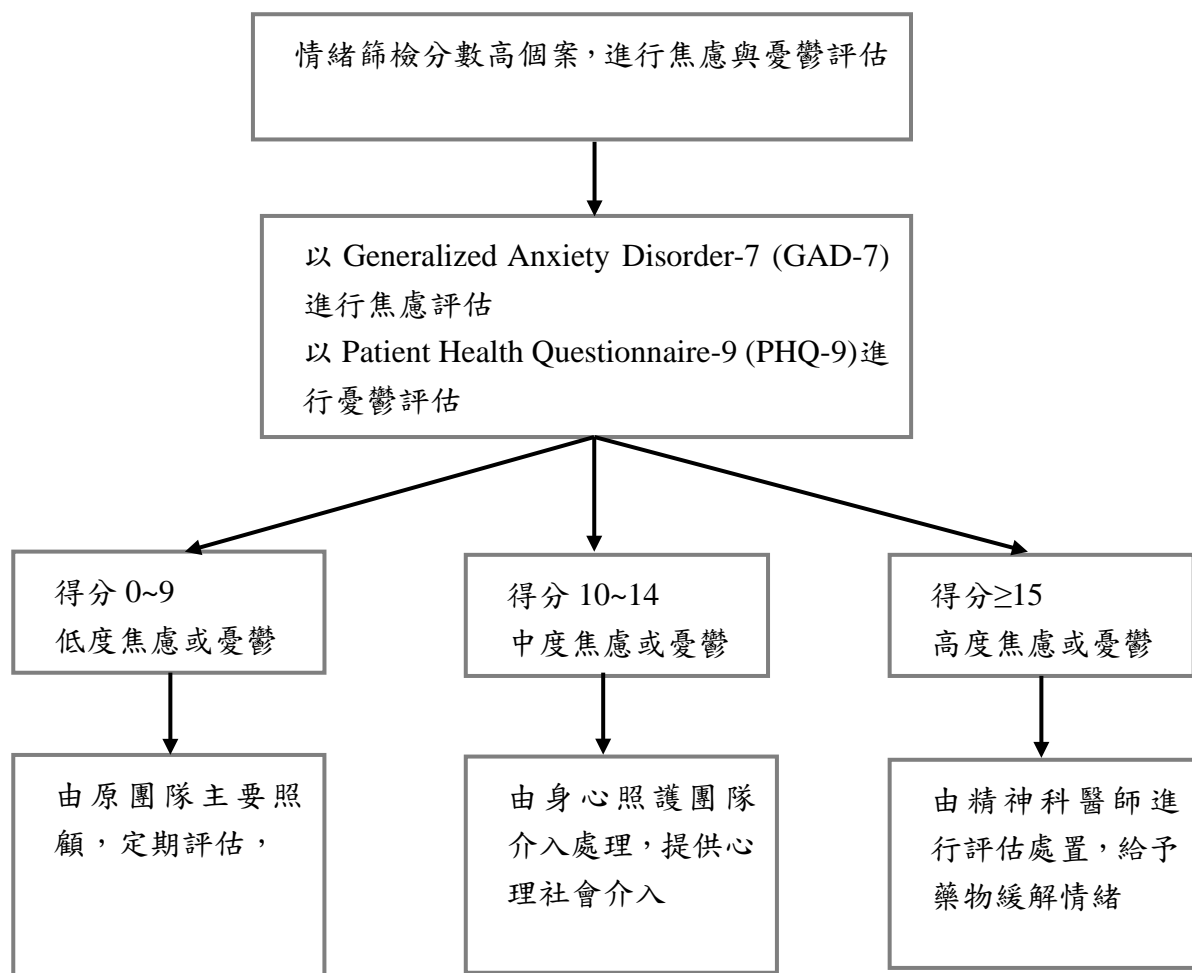 情緒篩檢分數高個案，進行焦慮與憂鬱評估
以 Generalized Anxiety Disorder-7 (GAD-7)
進行焦慮評估
以 Patient Health Questionnaire-9 (PHQ-9)進
行憂鬱評估
得分 0~9
低度焦慮或憂鬱
得分 10~14
中度焦慮或憂鬱
得分≥15
高度焦慮或憂鬱
由原團隊主要照
顧，定期評估，
由身心照護團隊
介入處理，提供心
理社會介入
由精神科醫師進
行評估處置，給予
藥物緩解情緒